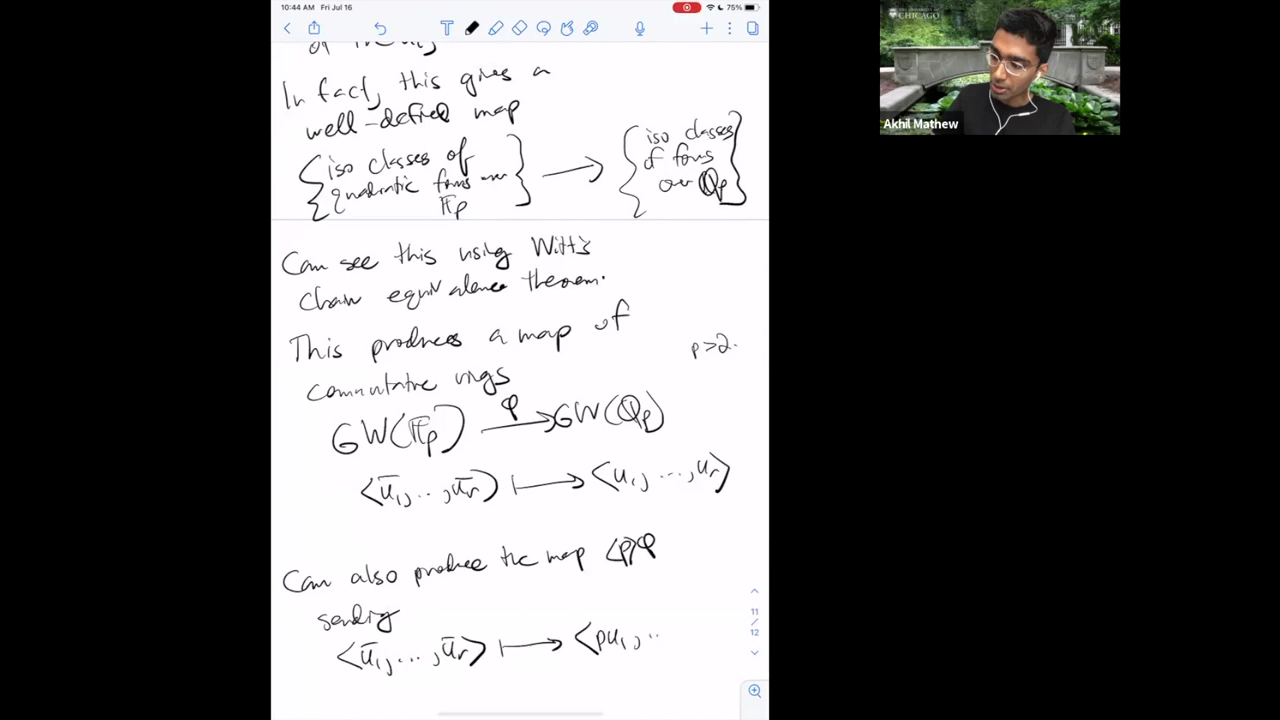 10:44 AM Fri Jul 16
75%
In fact, this gives a
well-defined map
{iso classes of
quadratic forms over
𝔽p} ⟶ {iso classes
of forms
over ℚp}
Can see this using Witt's
chain equivalence theorem.
This produces a map of
commutative rings
p>2.
GW(𝔽p) φ⟶ GW(ℚp)
<ū₁, .., ūr> ⟼ <u₁, ..., ur>
Can also produce the map <p>φ
sending
<ū₁, ..., ūr> ⟼ <pu₁, ..
11
/
12
CHICAGO
Akhil Mathew